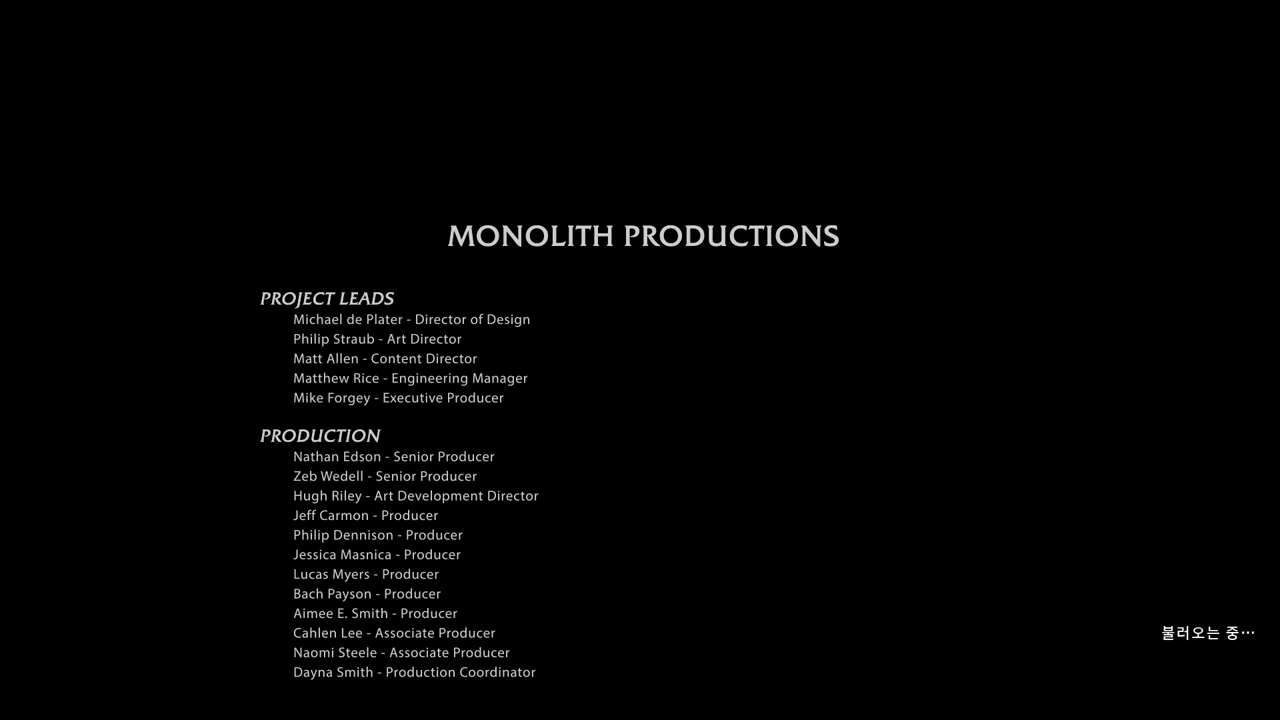 MONOLITH PRODUCTIONS
PROJECT LEADS
Michael de Plater - Director of Design
Philip Straub - Art Director
Matt Allen - Content Director
Matthew Rice - Engineering Manager
Mike Forgey - Executive Producer
PRODUCTION
Nathan Edson - Senior Producer
Zeb Wedell - Senior Producer
Hugh Riley - Art Development Director
Jeff Carmon - Producer
Philip Dennison - Producer
Jessica Masnica - Producer
Lucas Myers - Producer
Bach Payson - Producer
Aimee E. Smith - Producer
Cahlen Lee - Associate Producer
Naomi Steele - Associate Producer
Dayna Smith - Production Coordinator
불러오는 중…